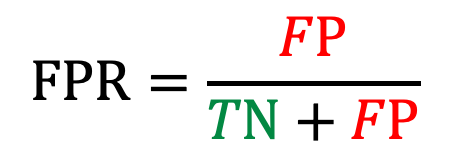 FPR = FP
TN + FP